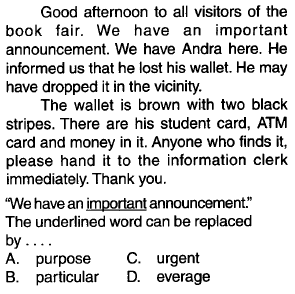 Good afternoon to all visitors of the
book fair. We have an important
announcement. We have Andra here. He
informed us that he lost his wallet. He may
have dropped it in the vicinity.
The wallet is brown with two black
stripes. There are his student card, ATM
card and money in it. Anyone who finds it,
please hand it to the information clerk
immediately. Thank you.
"We have an important announcement."
The underlined word can be replaced
by ....
A. purpose C. urgent
B. particular D. everage